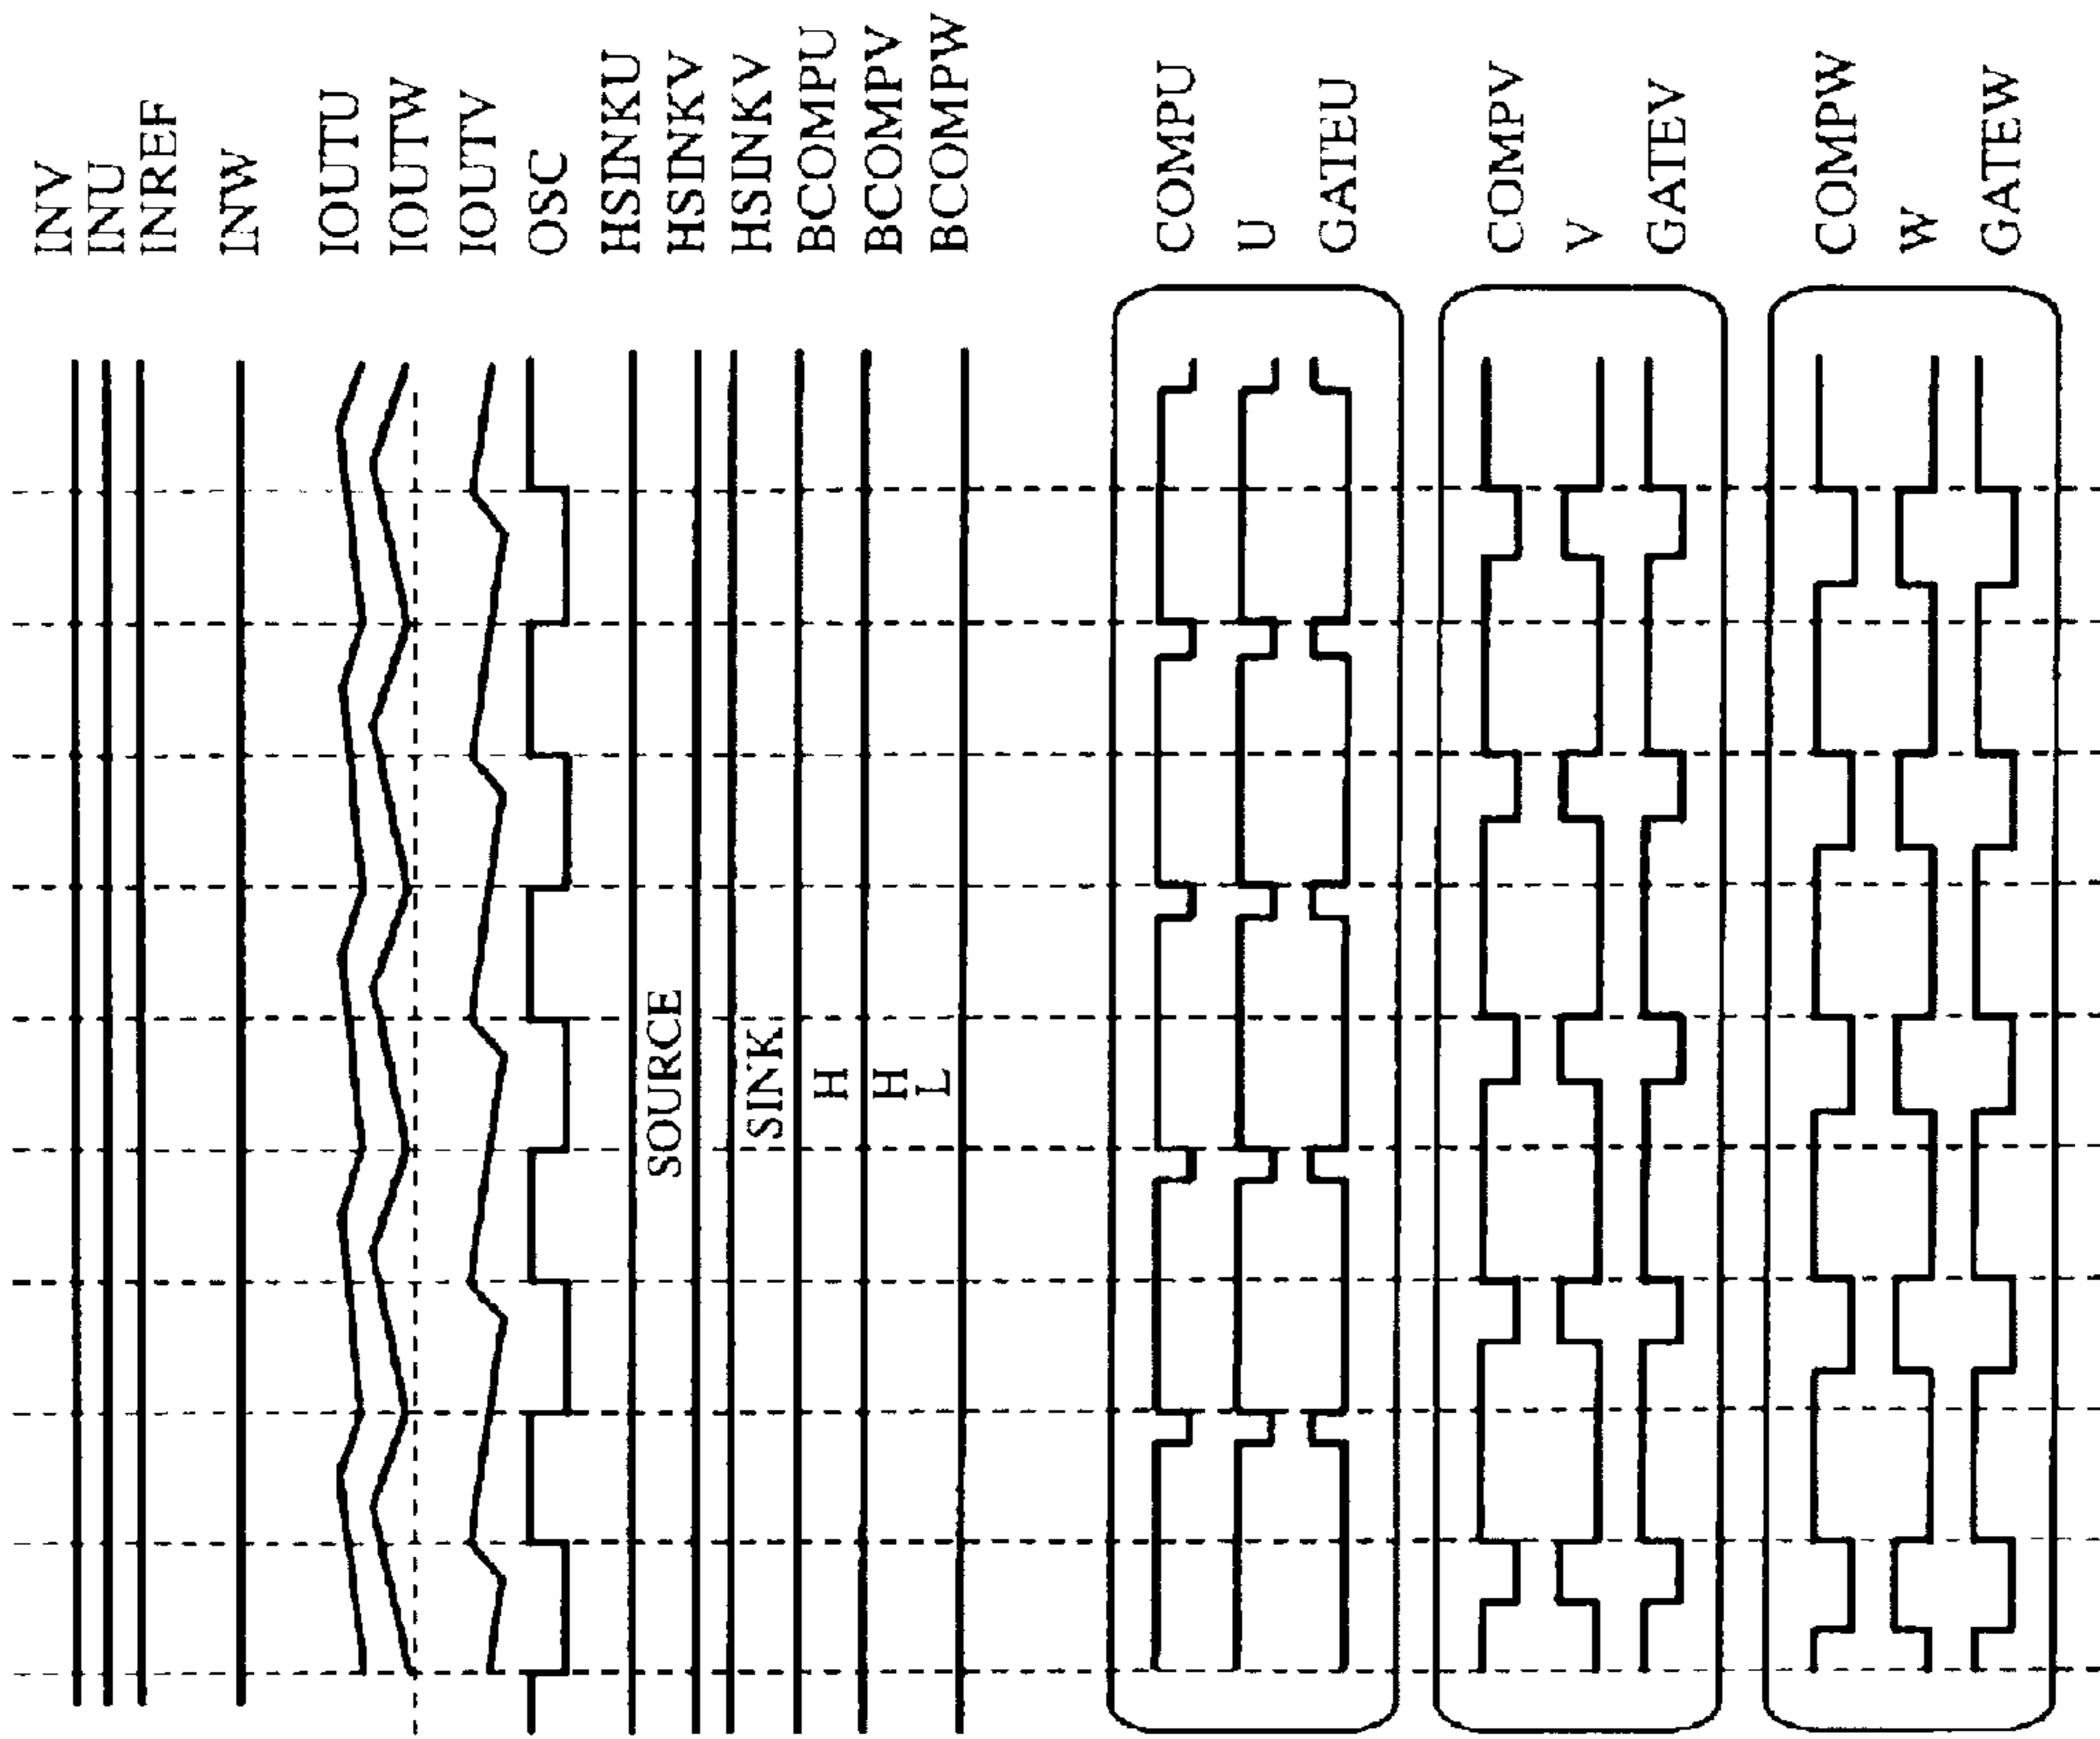 INV
INU
INREF
INW
IOUTU
IOUTW
IOUTV
OSC
HSINKU
HSINKV
HSINKV
BCOMPU
BCOMPV
BCOMPW
COMPU
U
GATEU
COMPV
V
GATEV
COMPW
W
GATEW
SOURCE
SINK
H
H
L